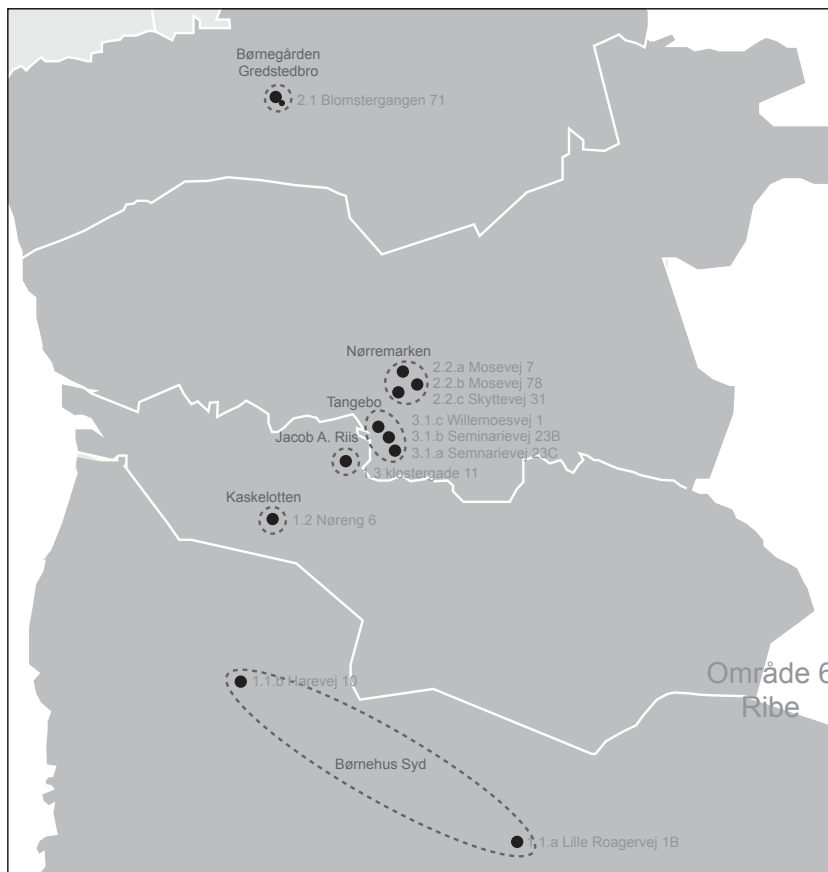 Børnegården
Gredstedbro
2.1 Blomstergangen 71
Nørremarken
2.2.a Mosevej 7
2.2.b Mosevej 78
2.2.c Skyttevej 31
Tangebo
3.1.c Willemoesvej 1
3.1.b Seminarievej 23B
3.1.a Semnarievej 23C
Jacob A. Riis
1.3 klostergade 11
Kaskelotten
1.2 Nøreng 6
Område 6
Ribe
1.1.b Harevej 10
Børnehus Syd
1.1.a Lille Roagervej 1B